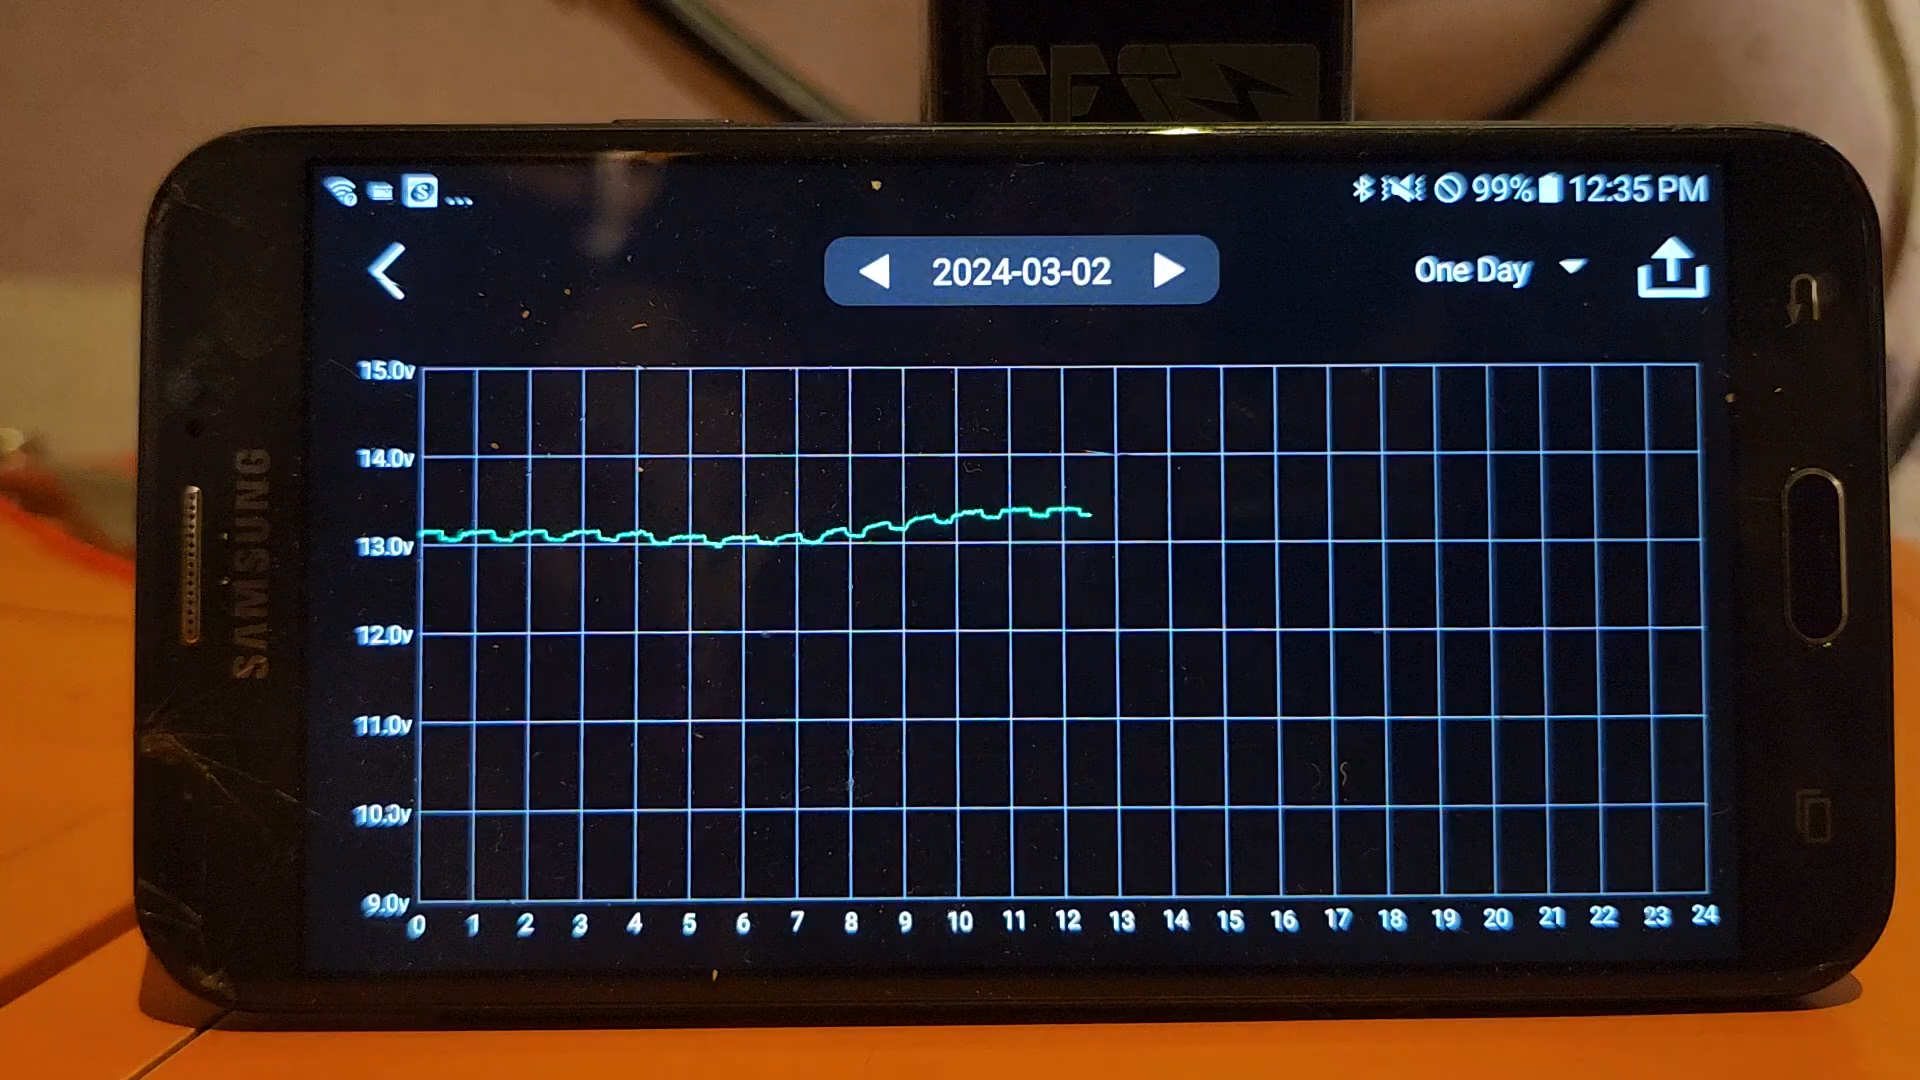 SES
99% 12:35 PM
2024-03-02
One Day
15.0v
14.0v
13.0v
12.0v
11.0v
10.0v
9.0v
0 1 2 3 4 5 6 7 8 9 10 11 12 13 14 15 16 17 18 19 20 21 22 23 24
SAMSUNG